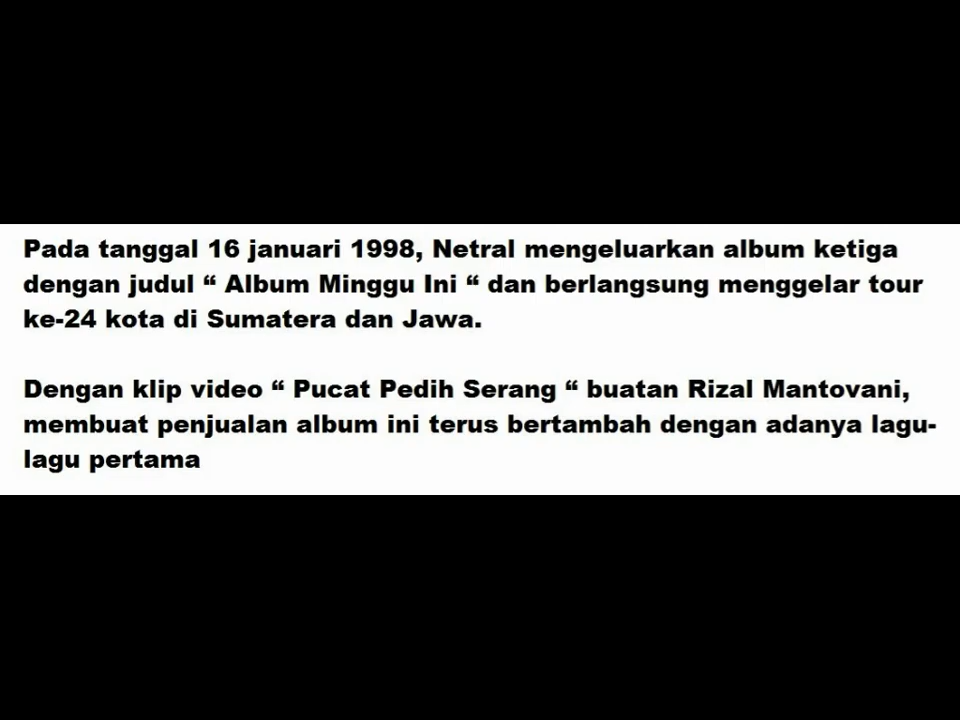 Pada tanggal 16 januari 1998, Netral mengeluarkan album ketiga
dengan judul “ Album Minggu Ini “ dan berlangsung menggelar tour
ke-24 kota di Sumatera dan Jawa.
Dengan klip video “ Pucat Pedih Serang “ buatan Rizal Mantovani,
membuat penjualan album ini terus bertambah dengan adanya lagu-
lagu pertama